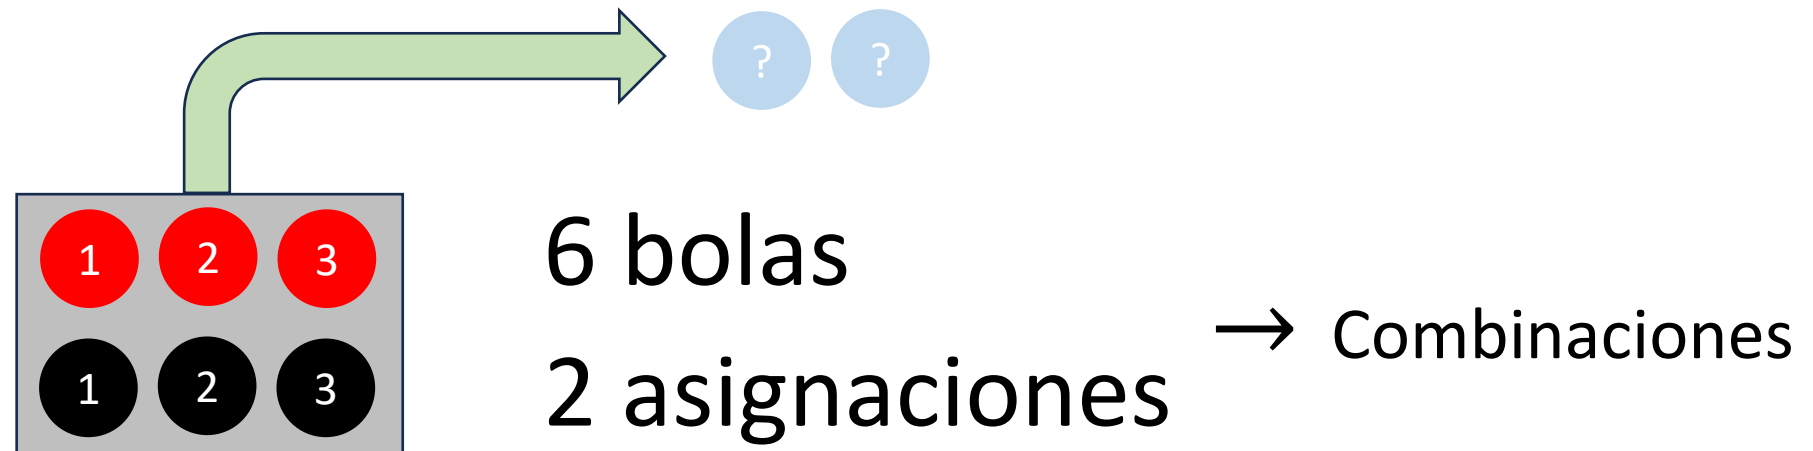 ? ?
6 bolas
1 2 3
→ Combinaciones
2 asignaciones
1 2 3